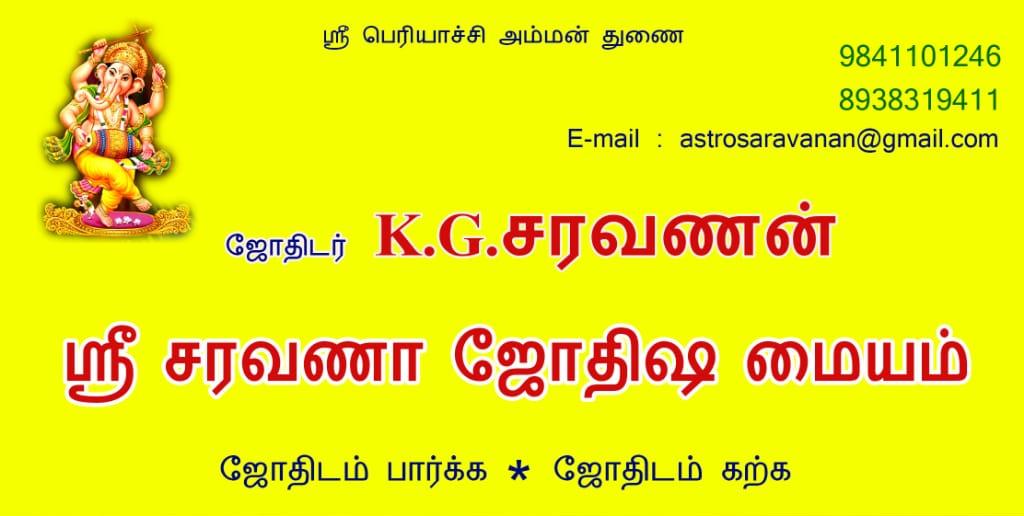 ஸ்ரீ பெரியாச்சி அம்மன் துணை
9841101246
8938319411
E-mail : astrosaravanan@gmail.com
ஜோதிடர் K.G.சரவணன்
ஸ்ரீ சரவணா ஜோதிஷ மையம்
ஜோதிடம் பார்க்க * ஜோதிடம் கற்க